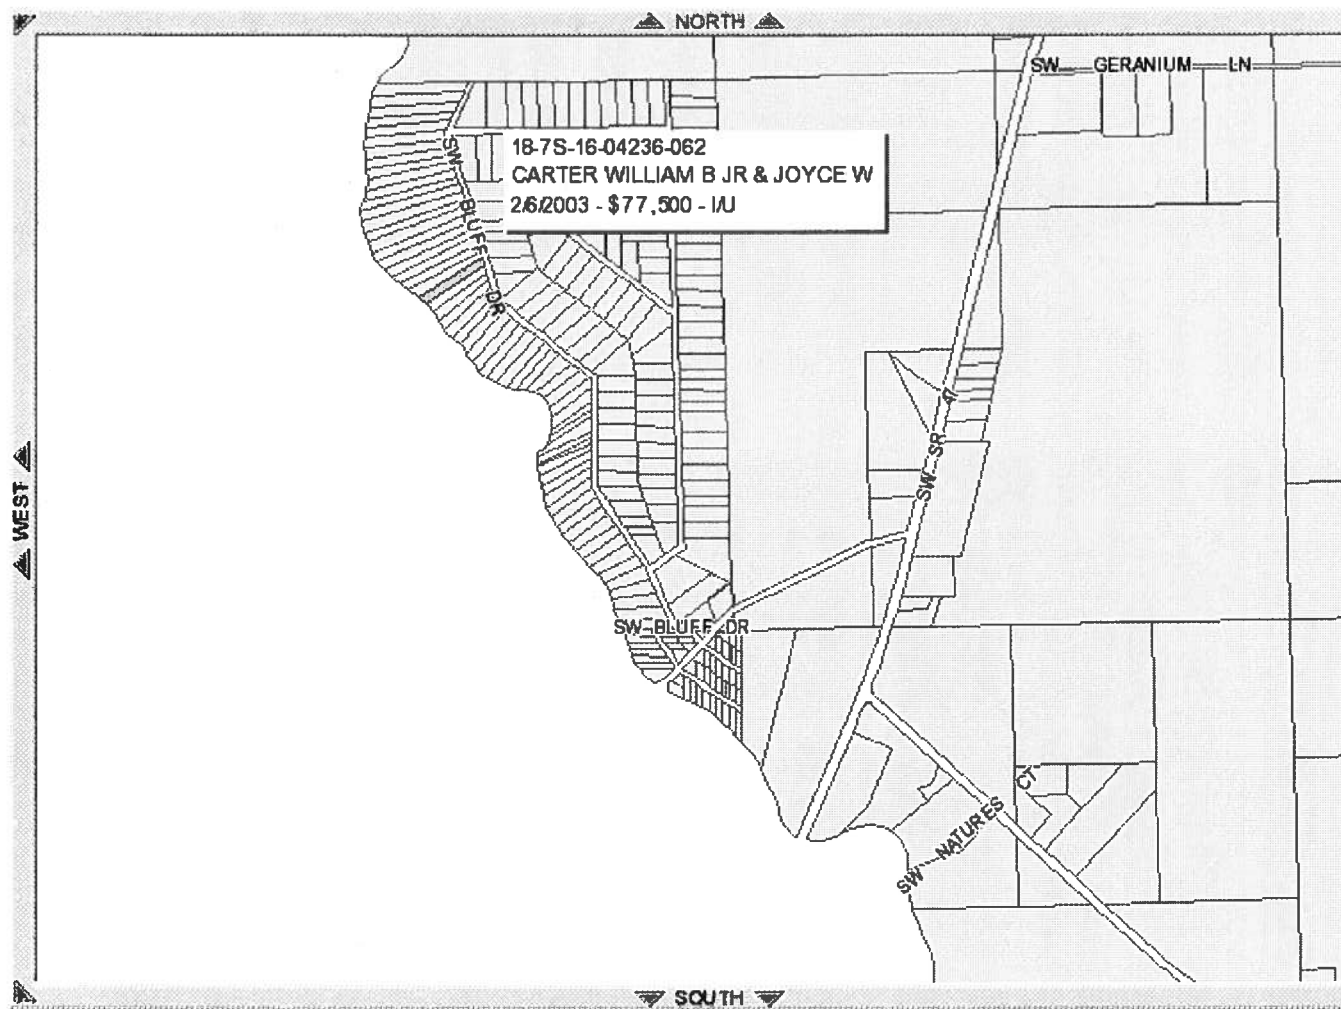 NORTH
SW GERANIUM LN
18-7S-16-04236-062
CARTER WILLIAM B JR & JOYCE W
2/6/2003 - $77,500 - I/U
SW BLUFF DR
SW SR 47
WEST
SW BLUFF DR
SW NATURES CT
SOUTH